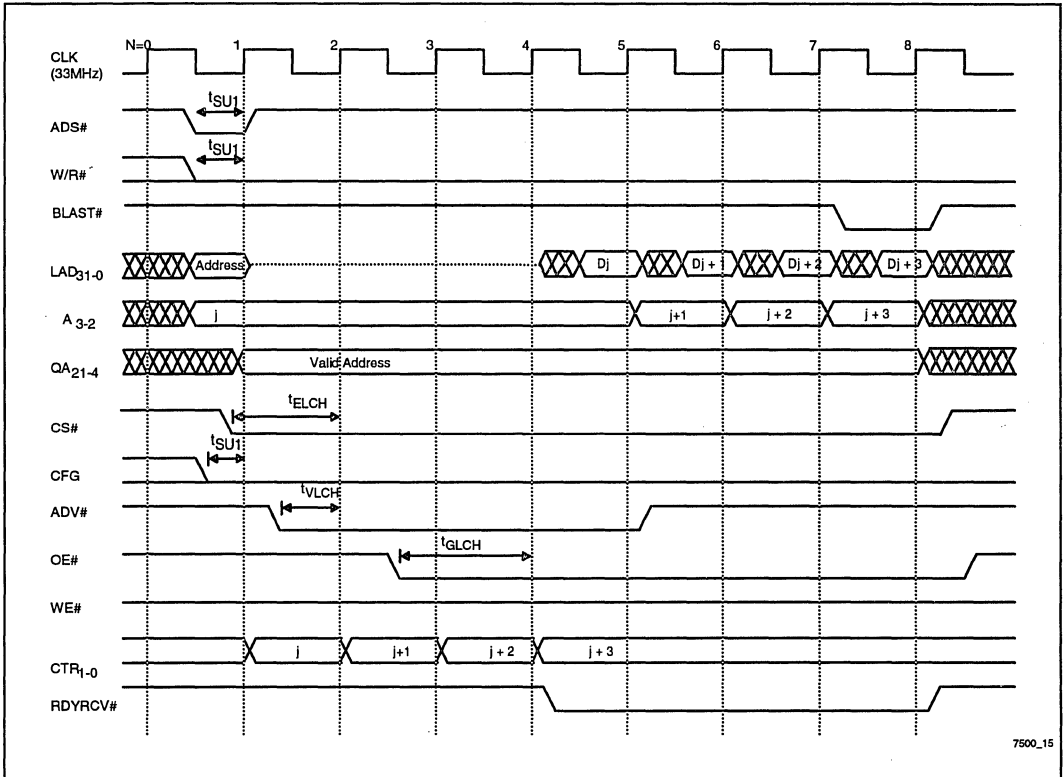 N=0 1 2 3 4 5 6 7 8
CLK
(33MHz)
tSU1
ADS#
tSU1
W/R#
BLAST#
LAD31-0 Address Dj Dj + 1 Dj + 2 Dj + 3
A 3-2 j j+1 j + 2 j + 3
QA21-4 Valid Address
tELCH
CS#
tSU1
CFG
tVLCH
ADV#
tGLCH
OE#
WE#
j j+1 j + 2 j + 3
CTR1-0
RDYRCV#
7500_15